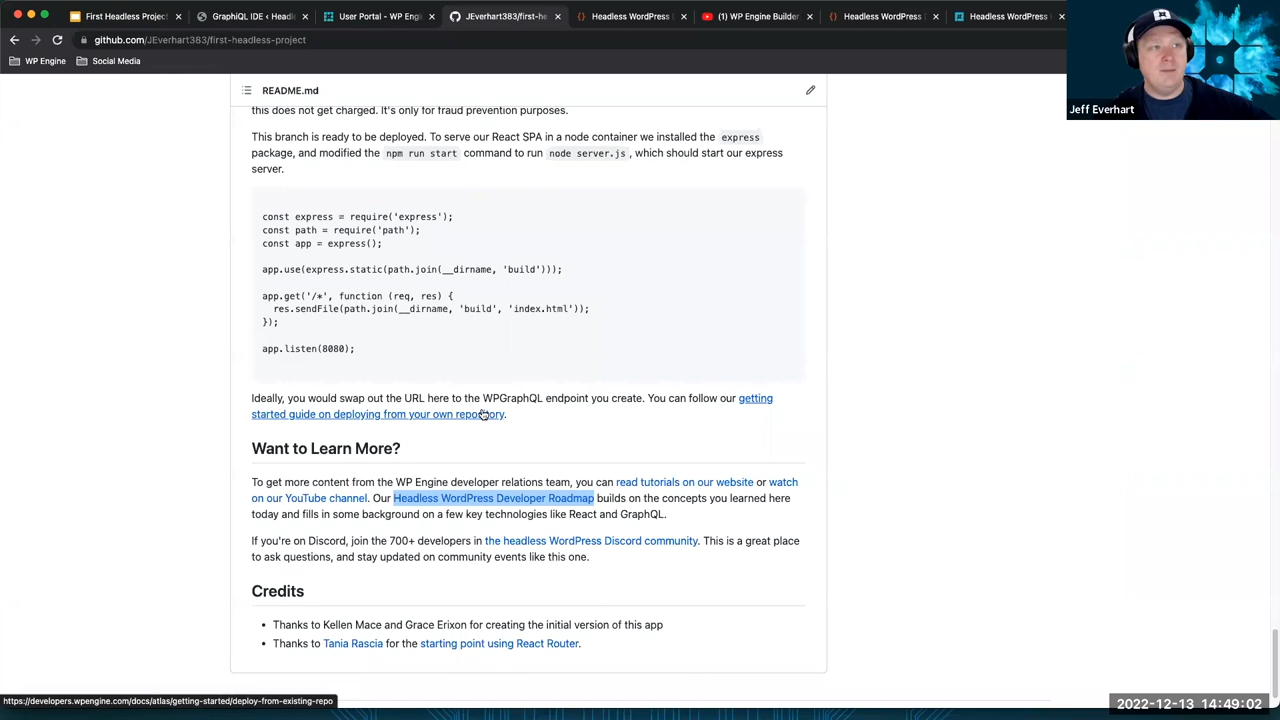 First Headless Project
GraphiQL IDE ‹ Headle
User Portal - WP Engine
JEverhart383/first-he
Headless Wordpress
(1) WP Engine Builder
Headless WordPress
Headless WordPress
github.com/JEverhart383/first-headless-project
WP Engine
Social Media
Jeff Everhart
README.md
this does not get charged. It's only for fraud prevention purposes.
This branch is ready to be deployed. To serve our React SPA in a node container we installed the express
package, and modified the npm run start command to run node server.js, which should start our express
server.
const express = require('express');
const path = require('path');
const app = express();
app.use(express.static(path.join(__dirname, 'build')));
app.get('/*', function (req, res) {
res.sendFile(path.join(__dirname, 'build', 'index.html'));
});
app.listen(8080);
Ideally, you would swap out the URL here to the WPGraphQL endpoint you create. You can follow our getting
started guide on deploying from your own repository.
Want to Learn More?
To get more content from the WP Engine developer relations team, you can read tutorials on our website or watch
on our YouTube channel. Our Headless WordPress Developer Roadmap builds on the concepts you learned here
today and fills in some background on a few key technologies like React and GraphQL.
If you're on Discord, join the 700+ developers in the headless WordPress Discord community. This is a great place
to ask questions, and stay updated on community events like this one.
Credits
• Thanks to Kellen Mace and Grace Erixon for creating the initial version of this app
• Thanks to Tania Rascia for the starting point using React Router.
https://developers.wpengine.com/docs/atlas/getting-started/deploy-from-existing-repo
2022-12-13 14:49:02